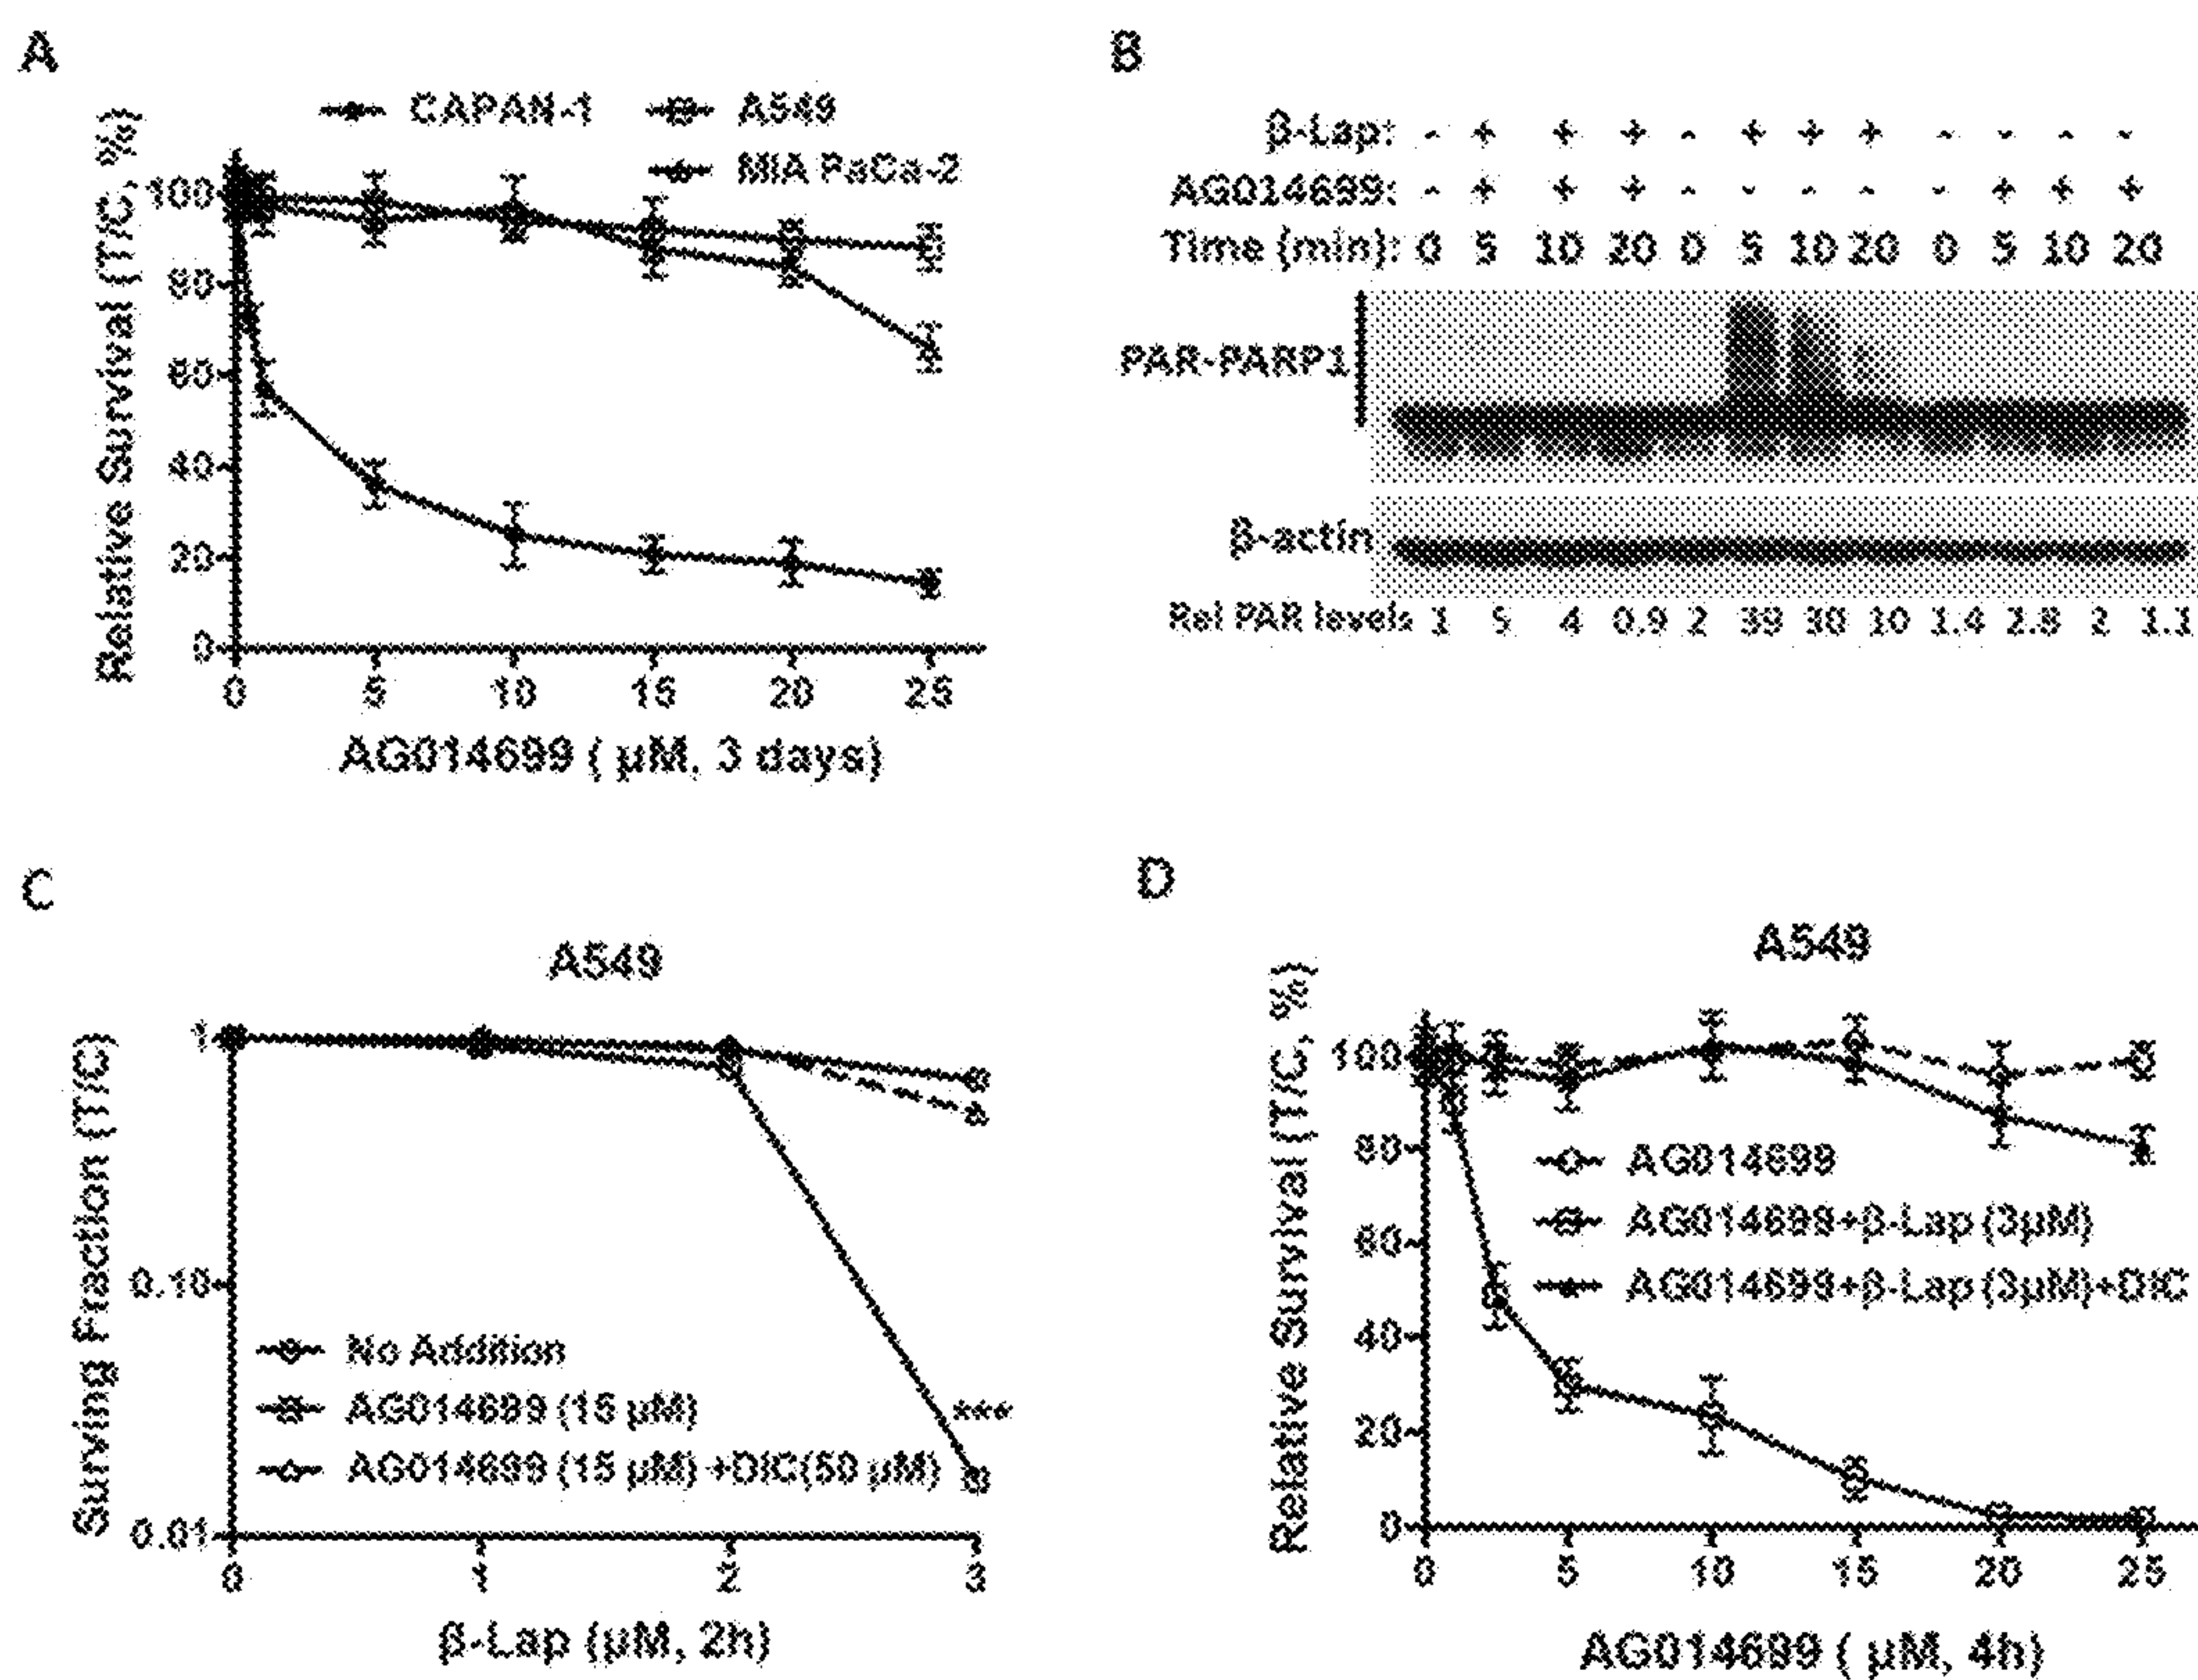 A
CAPAN-1
A549
MIA PaCa-2
Relative Survival (T/C, %)
100
80
60
40
20
0
0 5 10 15 20 25
AG014699 ( µM, 3 days)
B
β-Lap: - + + + - + + + - - - -
AG014699: - + + + - - - - - + + +
Time (min): 0 5 10 20 0 5 10 20 0 5 10 20
PAR-PARP1
β-actin
Rel PAR levels 1 5 4 0.9 2 10 1.4 2.8 2 1.1
C
A549
Surviving Fraction (T/C)
1
0.10
0.01
No Addition
AG014699 (15 µM)
AG014699 (15 µM) +DIC(50 µM)
***
0 1 2 3
β-Lap (µM, 2h)
D
A549
Relative Survival (T/C, %)
100
80
60
40
20
0
AG014699
AG014699+β-Lap (3µM)
AG014699+β-Lap (3µM)+DIC
0 5 10 15 20 25
AG014699 ( µM, 4h)